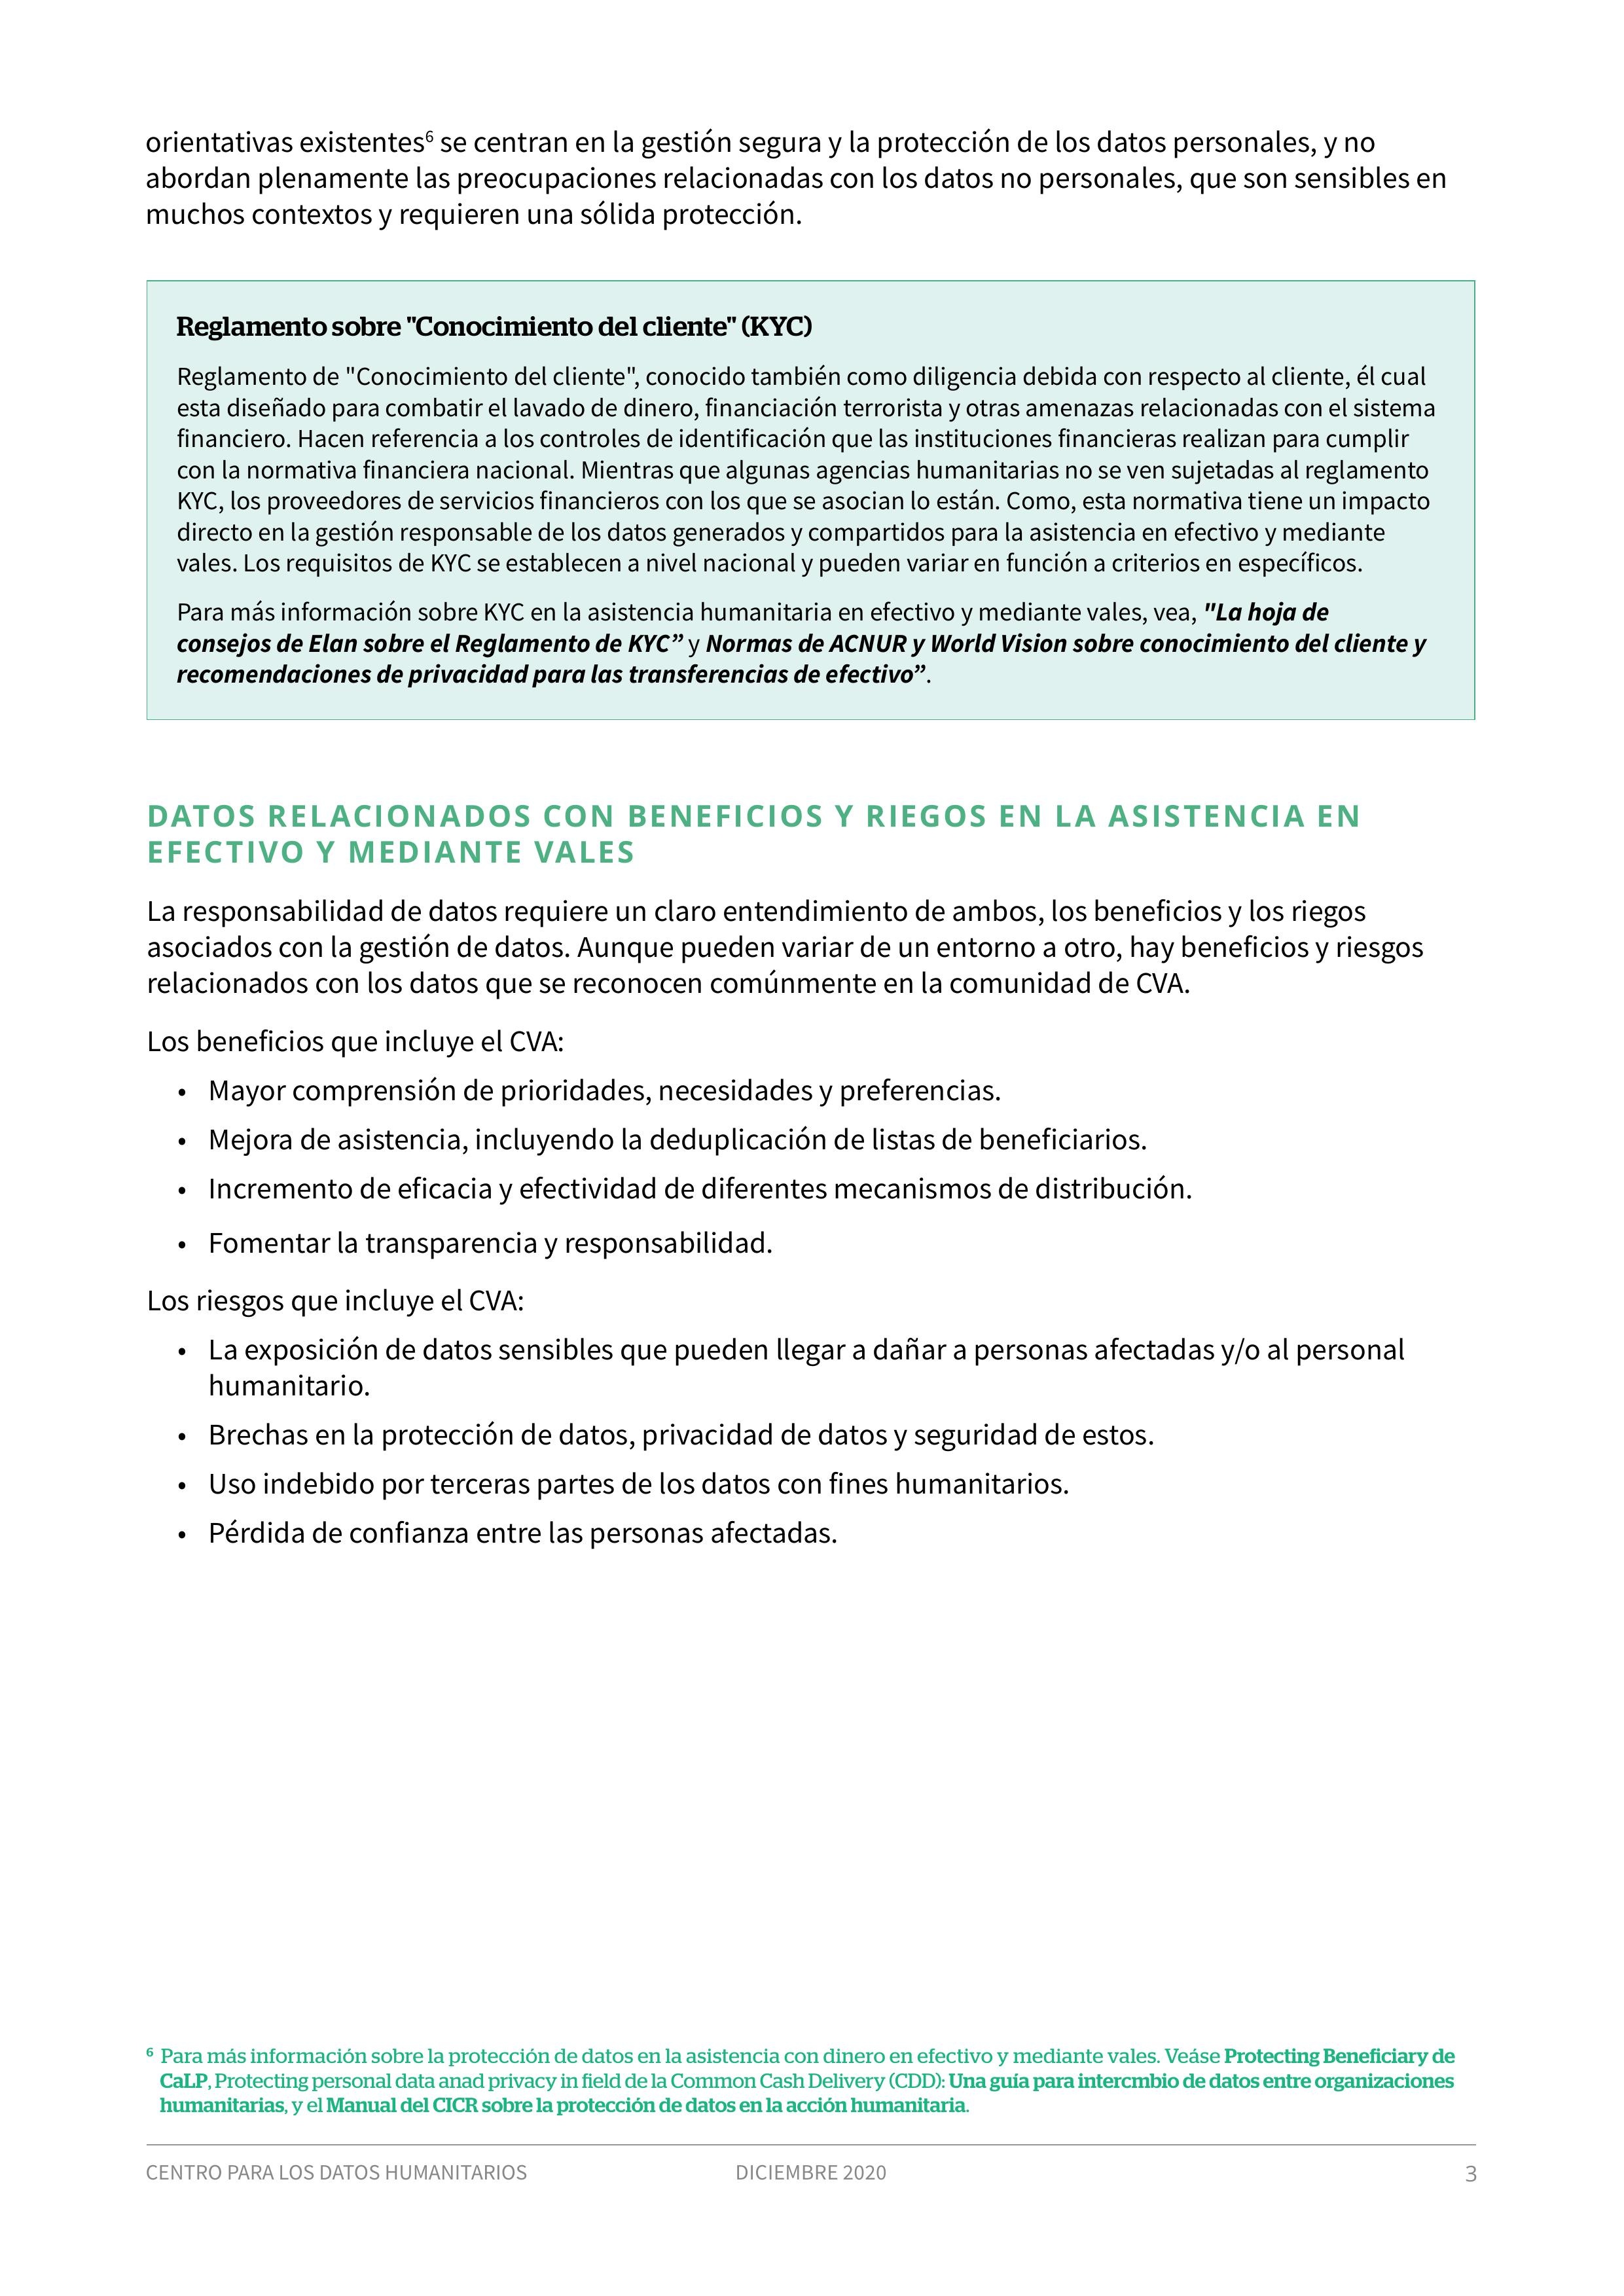 orientativas existentes⁶ se centran en la gestión segura y la protección de los datos personales, y no
abordan plenamente las preocupaciones relacionadas con los datos no personales, que son sensibles en
muchos contextos y requieren una sólida protección.
Reglamento sobre "Conocimiento del cliente" (KYC)
Reglamento de "Conocimiento del cliente", conocido también como diligencia debida con respecto al cliente, él cual
esta diseñado para combatir el lavado de dinero, financiación terrorista y otras amenazas relacionadas con el sistema
financiero. Hacen referencia a los controles de identificación que las instituciones financieras realizan para cumplir
con la normativa financiera nacional. Mientras que algunas agencias humanitarias no se ven sujetadas al reglamento
KYC, los proveedores de servicios financieros con los que se asocian lo están. Como, esta normativa tiene un impacto
directo en la gestión responsable de los datos generados y compartidos para la asistencia en efectivo y mediante
vales. Los requisitos de KYC se establecen a nivel nacional y pueden variar en función a criterios en específicos.
Para más información sobre KYC en la asistencia humanitaria en efectivo y mediante vales, vea, "La hoja de
consejos de Elan sobre el Reglamento de KYC” y Normas de ACNUR y World Vision sobre conocimiento del cliente y
recomendaciones de privacidad para las transferencias de efectivo”.
DATOS RELACIONADOS CON BENEFICIOS Y RIEGOS EN LA ASISTENCIA EN
EFECTIVO Y MEDIANTE VALES
La responsabilidad de datos requiere un claro entendimiento de ambos, los beneficios y los riegos
asociados con la gestión de datos. Aunque pueden variar de un entorno a otro, hay beneficios y riesgos
relacionados con los datos que se reconocen comúnmente en la comunidad de CVA.
Los beneficios que incluye el CVA:
• Mayor comprensión de prioridades, necesidades y preferencias.
• Mejora de asistencia, incluyendo la deduplicación de listas de beneficiarios.
• Incremento de eficacia y efectividad de diferentes mecanismos de distribución.
• Fomentar la transparencia y responsabilidad.
Los riesgos que incluye el CVA:
• La exposición de datos sensibles que pueden llegar a dañar a personas afectadas y/o al personal
humanitario.
• Brechas en la protección de datos, privacidad de datos y seguridad de estos.
• Uso indebido por terceras partes de los datos con fines humanitarios.
• Pérdida de confianza entre las personas afectadas.
⁶ Para más información sobre la protección de datos en la asistencia con dinero en efectivo y mediante vales. Veáse Protecting Beneficiary de
CaLP, Protecting personal data anad privacy in field de la Common Cash Delivery (CDD): Una guía para intercmbio de datos entre organizaciones
humanitarias, y el Manual del CICR sobre la protección de datos en la acción humanitaria.
CENTRO PARA LOS DATOS HUMANITARIOS DICIEMBRE 2020 3